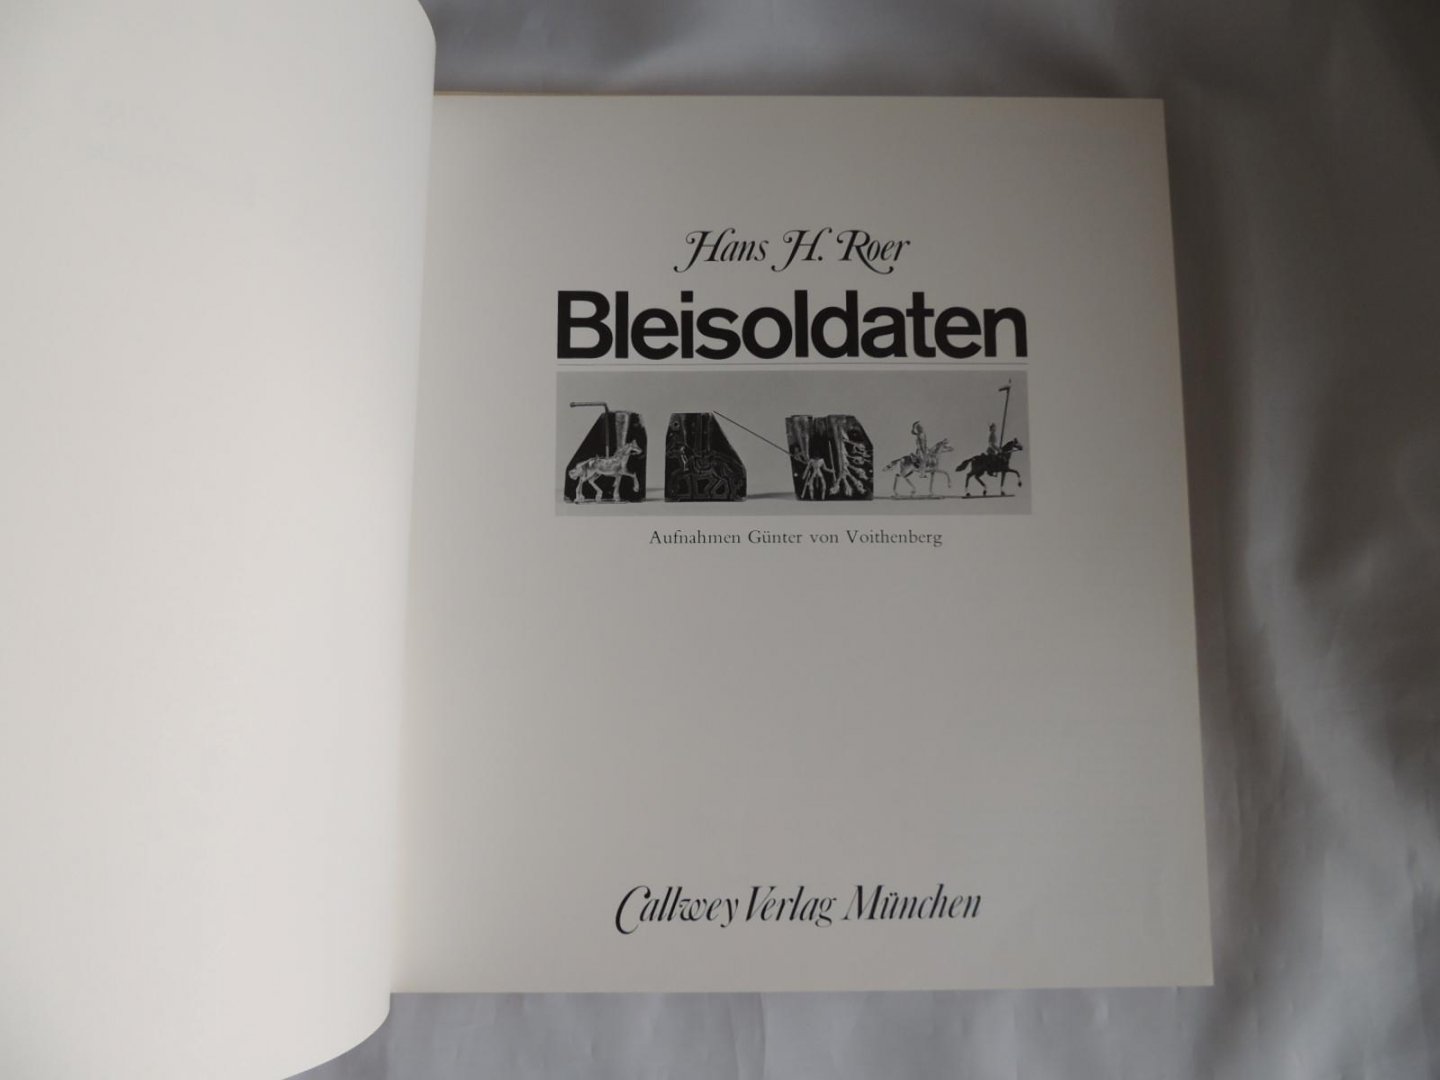 Hans H. Roer
Bleisoldaten
Aufnahmen Günter von Voithenberg
Callwey Verlag München